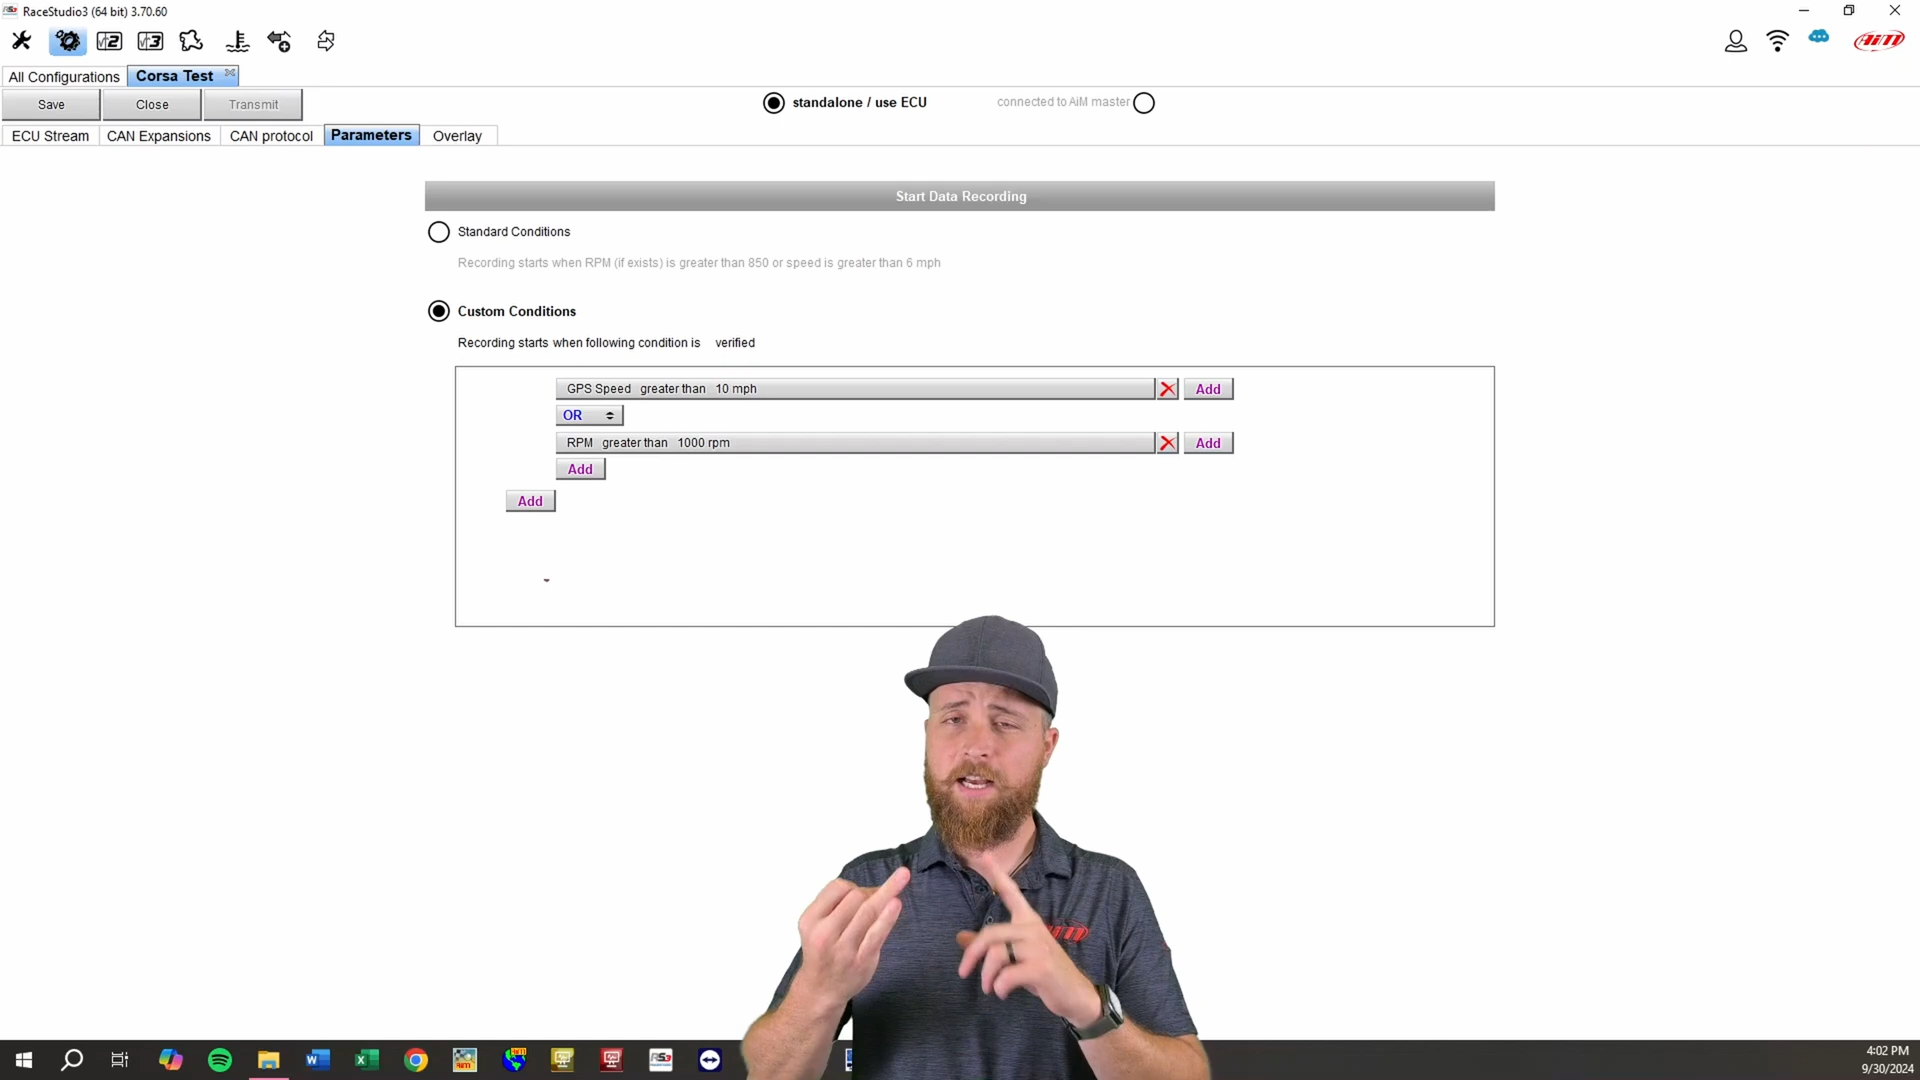 RaceStudio3 (64 bit) 3.70.60
AiM
All Configurations
Corsa Test
Save
Close
Transmit
standalone / use ECU
connected to AiM master
ECU Stream
CAN Expansions
CAN protocol
Parameters
Overlay
Start Data Recording
Standard Conditions
Recording starts when RPM (if exists) is greater than 850 or speed is greater than 6 mph
Custom Conditions
Recording starts when following condition is verified
GPS Speed greater than 10 mph
Add
OR
RPM greater than 1000 rpm
Add
Add
Add
4:02 PM
9/30/2024